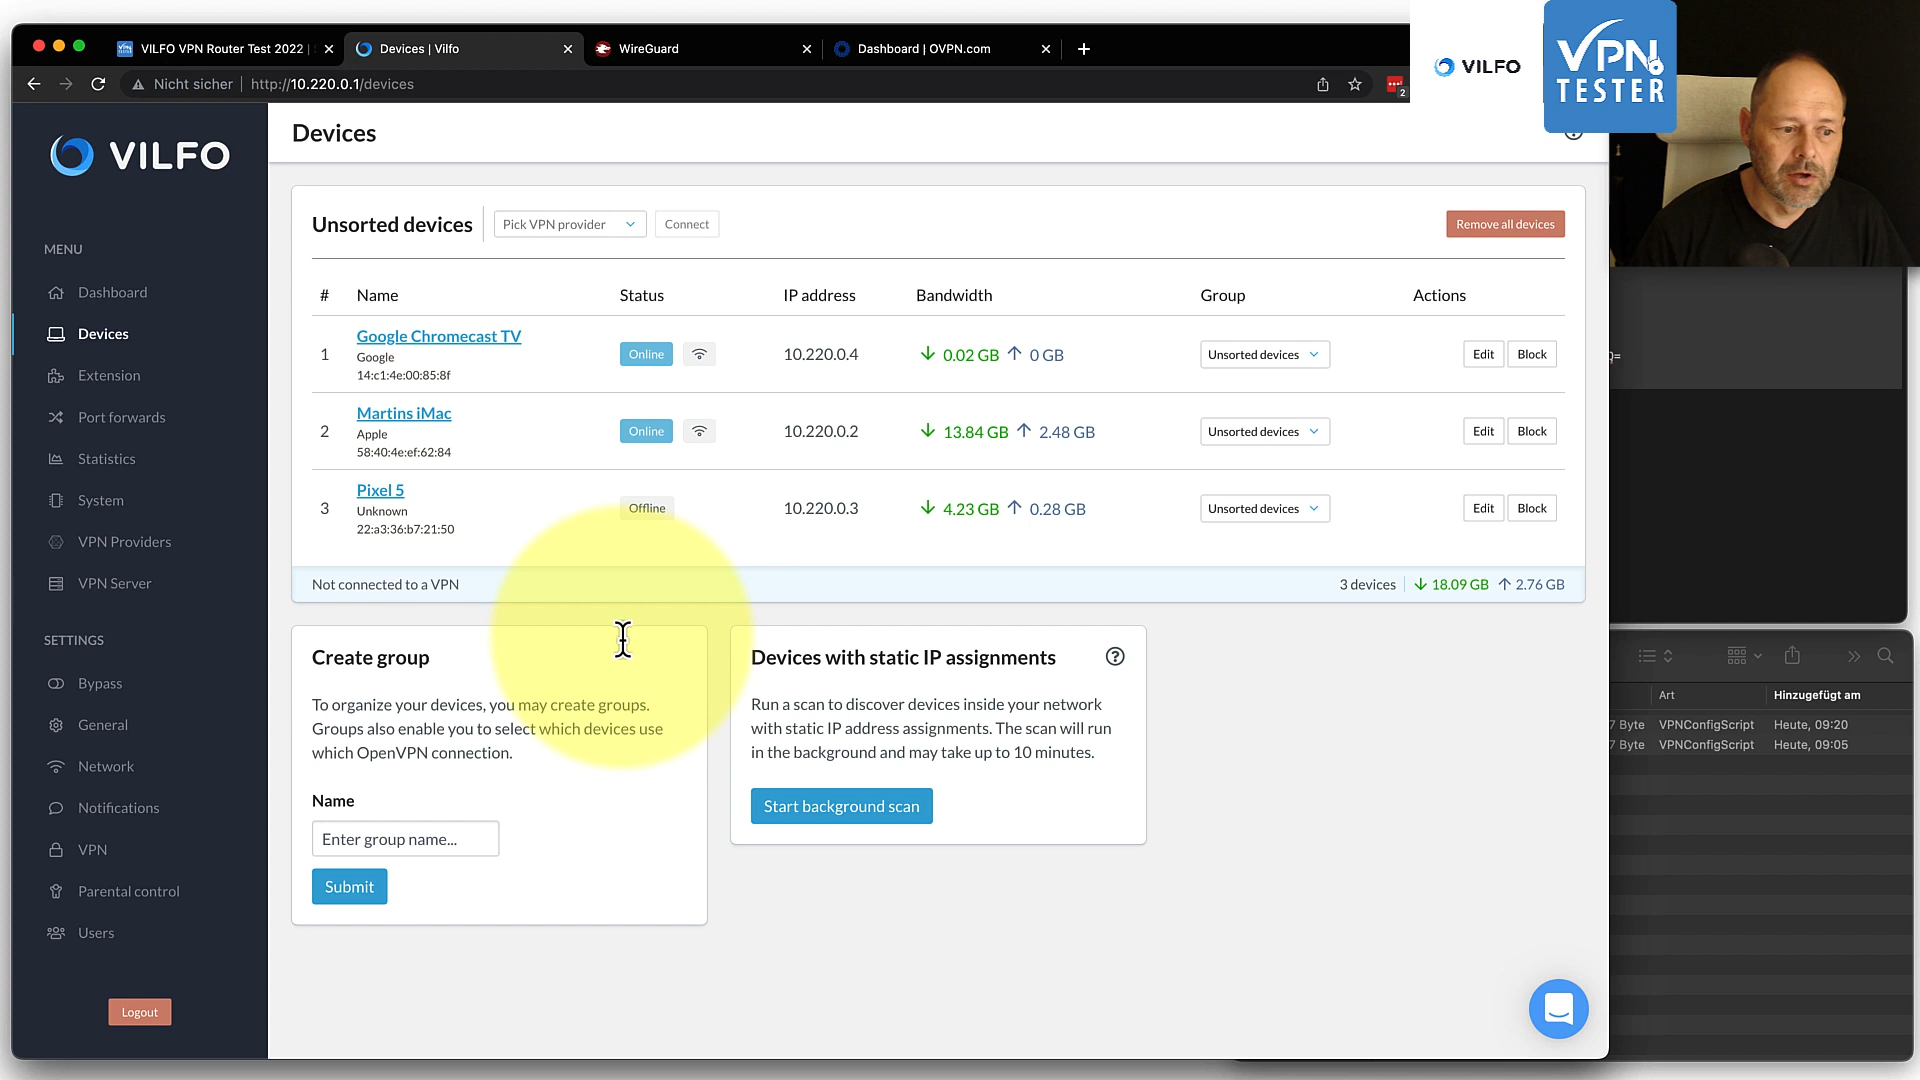 VILFO VPN Router Test 2022 |
Devices | Vilfo
WireGuard
Dashboard | OVPN.com
Nicht sicher
http://10.220.0.1/devices
2
VILFO
VPN
TESTER
VILFO
MENU
Dashboard
Devices
Extension
Port forwards
Statistics
System
VPN Providers
VPN Server
SETTINGS
Bypass
General
Network
Notifications
VPN
Parental control
Users
Logout
Devices
Unsorted devices
Pick VPN provider
Connect
Remove all devices
# Name Status IP address Bandwidth Group Actions
1 Google Chromecast TV Online 10.220.0.4 0.02 GB 0 GB Unsorted devices Edit Block
Google
14:c1:4e:00:85:8f
2 Martins iMac Online 10.220.0.2 13.84 GB 2.48 GB Unsorted devices Edit Block
Apple
58:40:4e:ef:62:84
3 Pixel 5 Offline 10.220.0.3 4.23 GB 0.28 GB Unsorted devices Edit Block
Unknown
22:a3:36:b7:21:50
Not connected to a VPN
3 devices 18.09 GB 2.76 GB
Create group
To organize your devices, you may create groups.
Groups also enable you to select which devices use
which OpenVPN connection.
Name
Enter group name...
Submit
Devices with static IP assignments
Run a scan to discover devices inside your network
with static IP address assignments. The scan will run
in the background and may take up to 10 minutes.
Start background scan
Art Hinzugefügt am
7 Byte VPNConfigScript Heute, 09:20
7 Byte VPNConfigScript Heute, 09:05